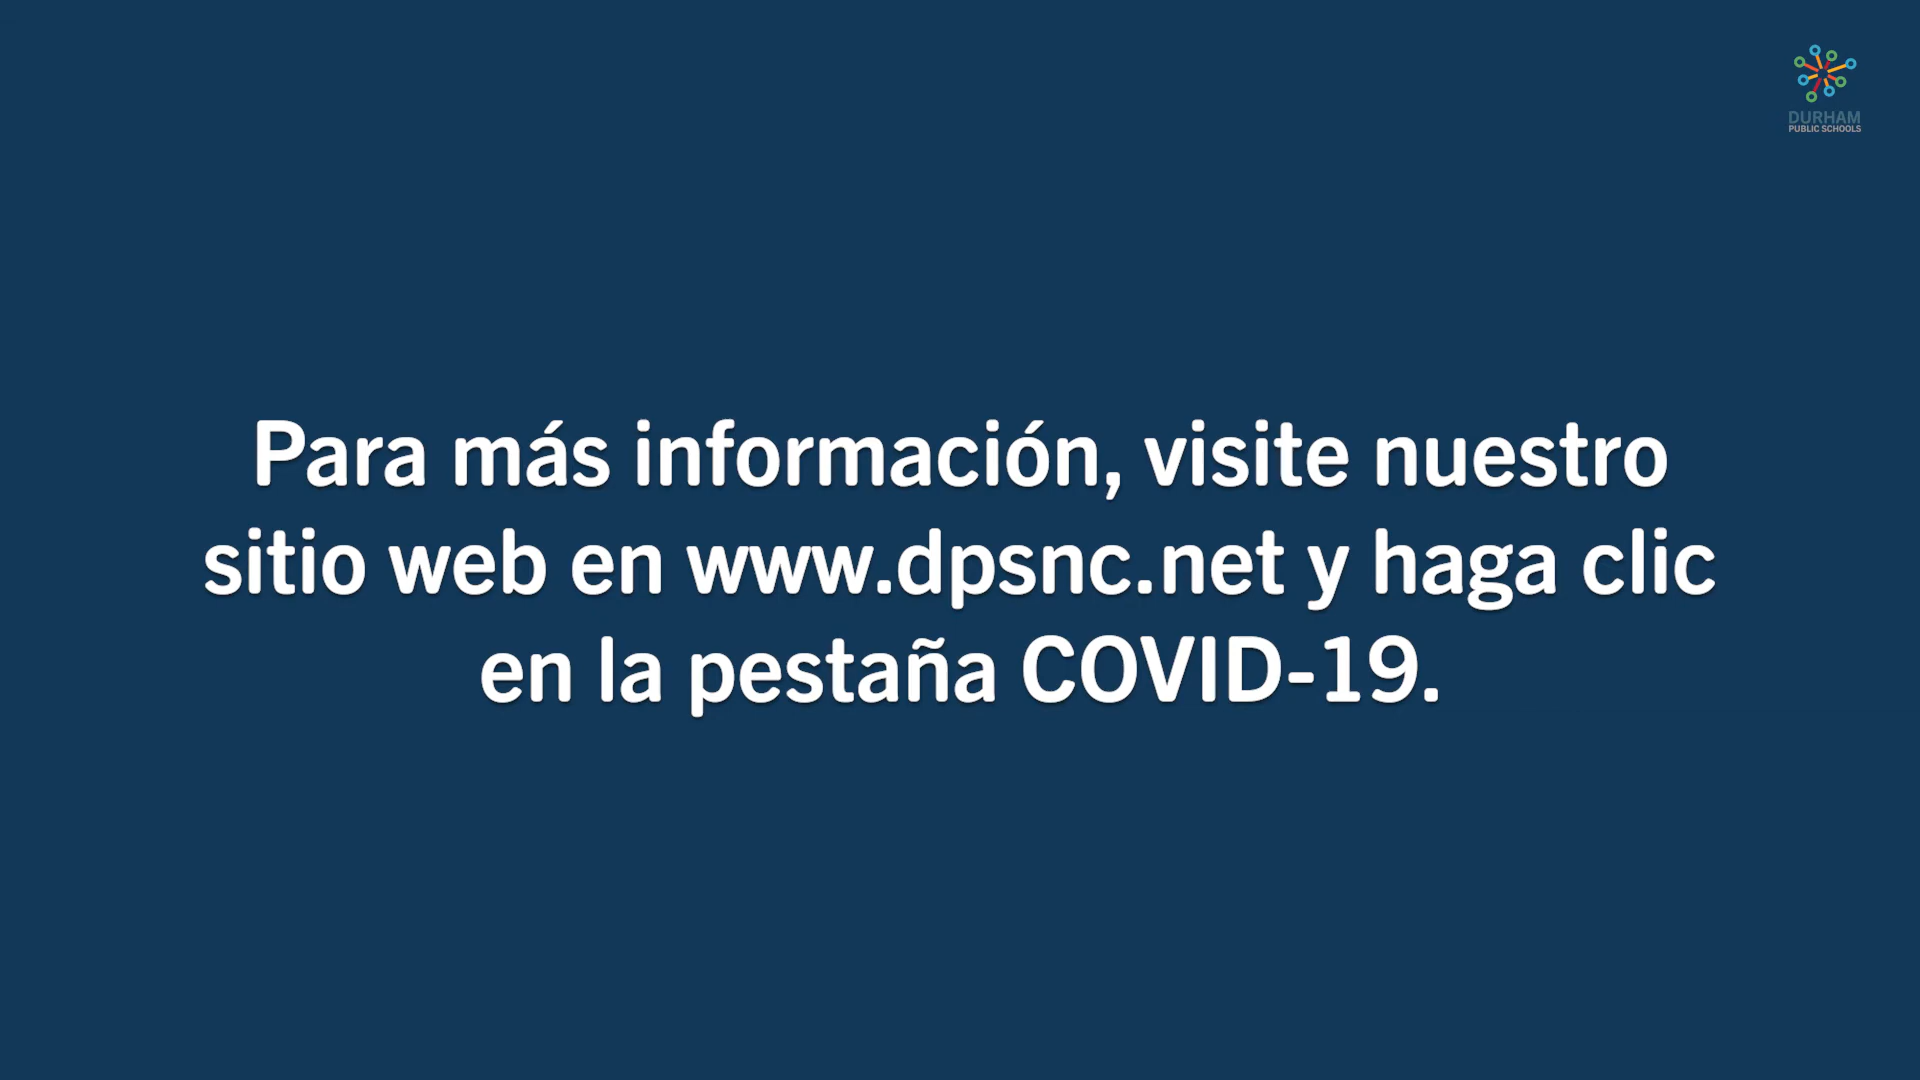 DURHAM
PUBLIC SCHOOLS
Para más información, visite nuestro
sitio web en www.dpsnc.net y haga clic
en la pestaña COVID-19.